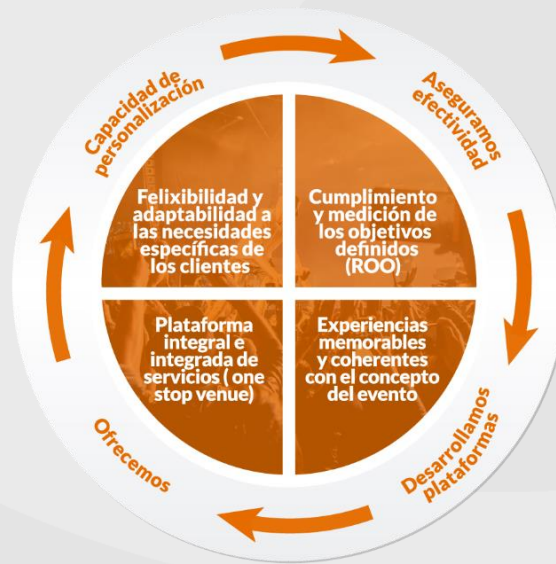 Capacidad de
personalización
Aseguramos
efectividad
Felixibilidad y
adaptabilidad a
las necesidades
específicas de
los clientes
Cumplimiento
y medición de
los objetivos
definidos
(ROO)
Plataforma
integral e
integrada de
servicios ( one
stop venue)
Experiencias
memorables
y coherentes
con el concepto
del evento
Ofrecemos
Desarrollamos
plataformas